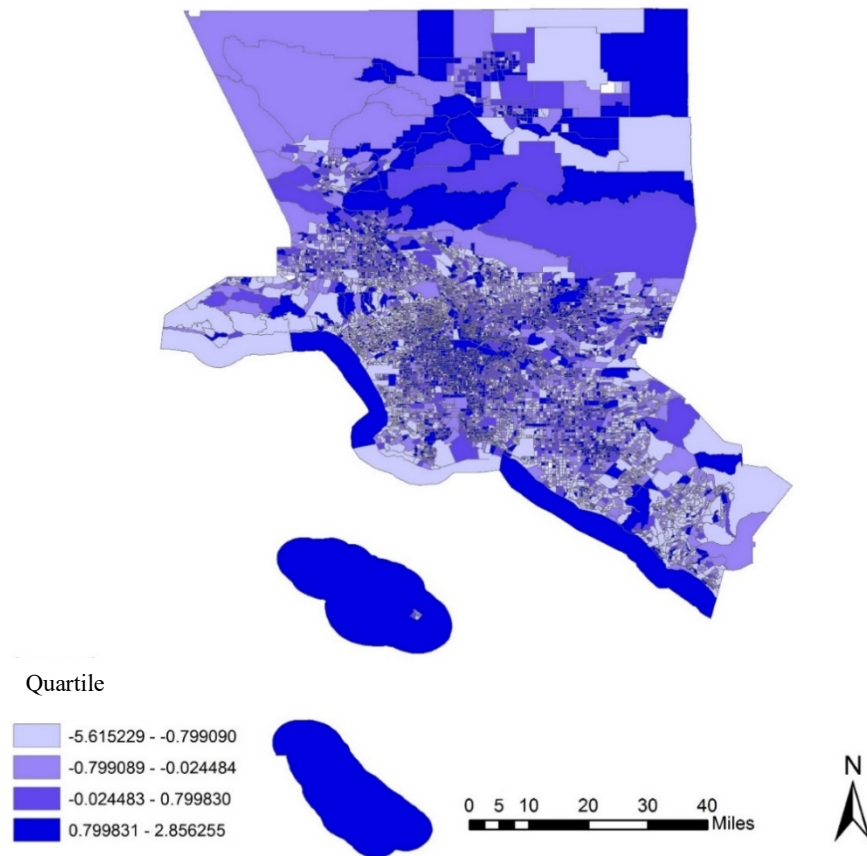 Quartile
-5.615229 - -0.799090
-0.799089 - -0.024484
-0.024483 - 0.799830
0.799831 - 2.856255
0 5 10 20 30 40
Miles
N